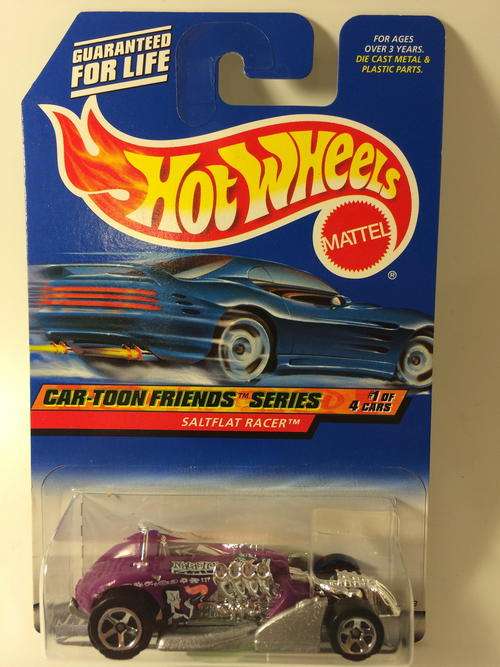 GUARANTEED
FOR LIFE
FOR AGES
OVER 3 YEARS.
DIE CAST METAL &
PLASTIC PARTS.
HOT WHEELS
MATTEL
®
CAR-TOON FRIENDS™ SERIES
#1 OF
4 CARS
SALTFLAT RACER™